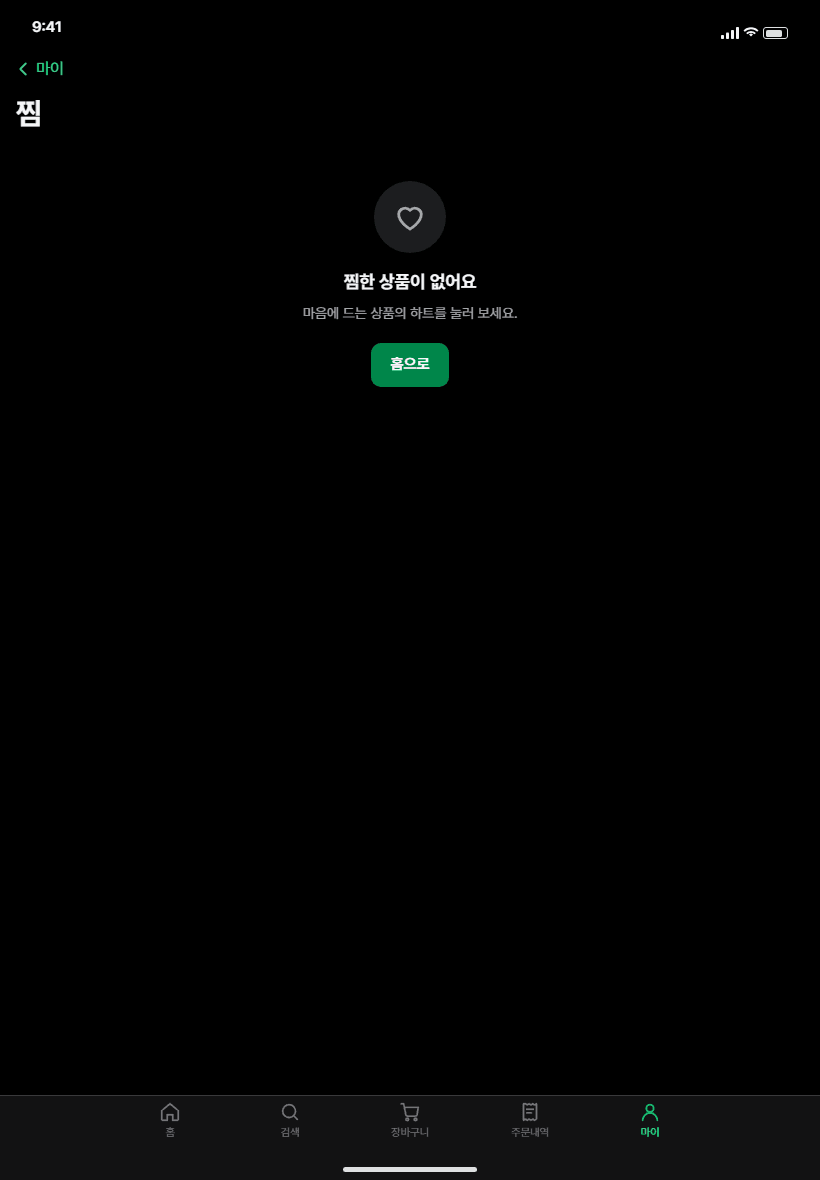 9:41
마이
찜
찜한 상품이 없어요
마음에 드는 상품의 하트를 눌러 보세요.
홈으로
홈
검색
장바구니
주문내역
마이